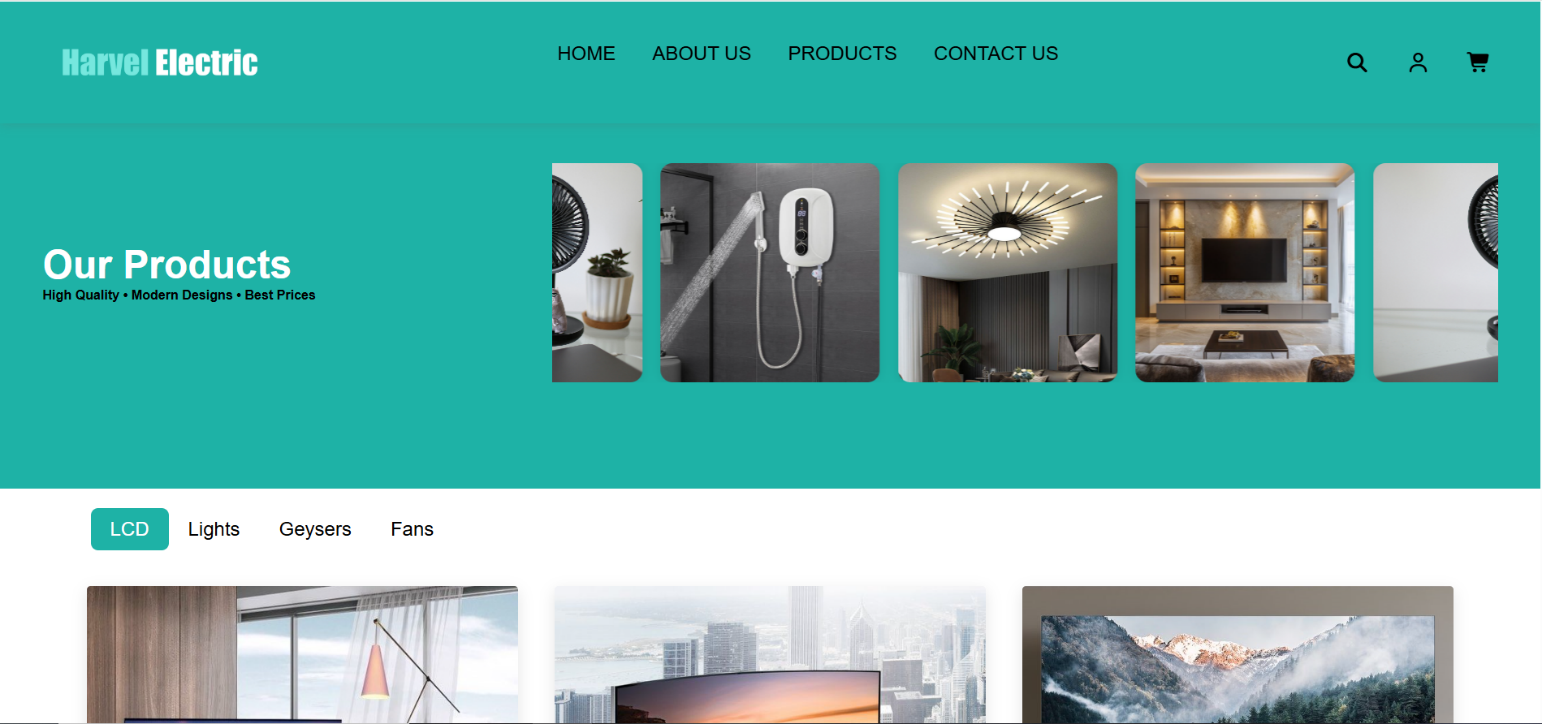 Harvel Electric
HOME ABOUT US PRODUCTS CONTACT US
Our Products
High Quality • Modern Designs • Best Prices
LCD Lights Geysers Fans